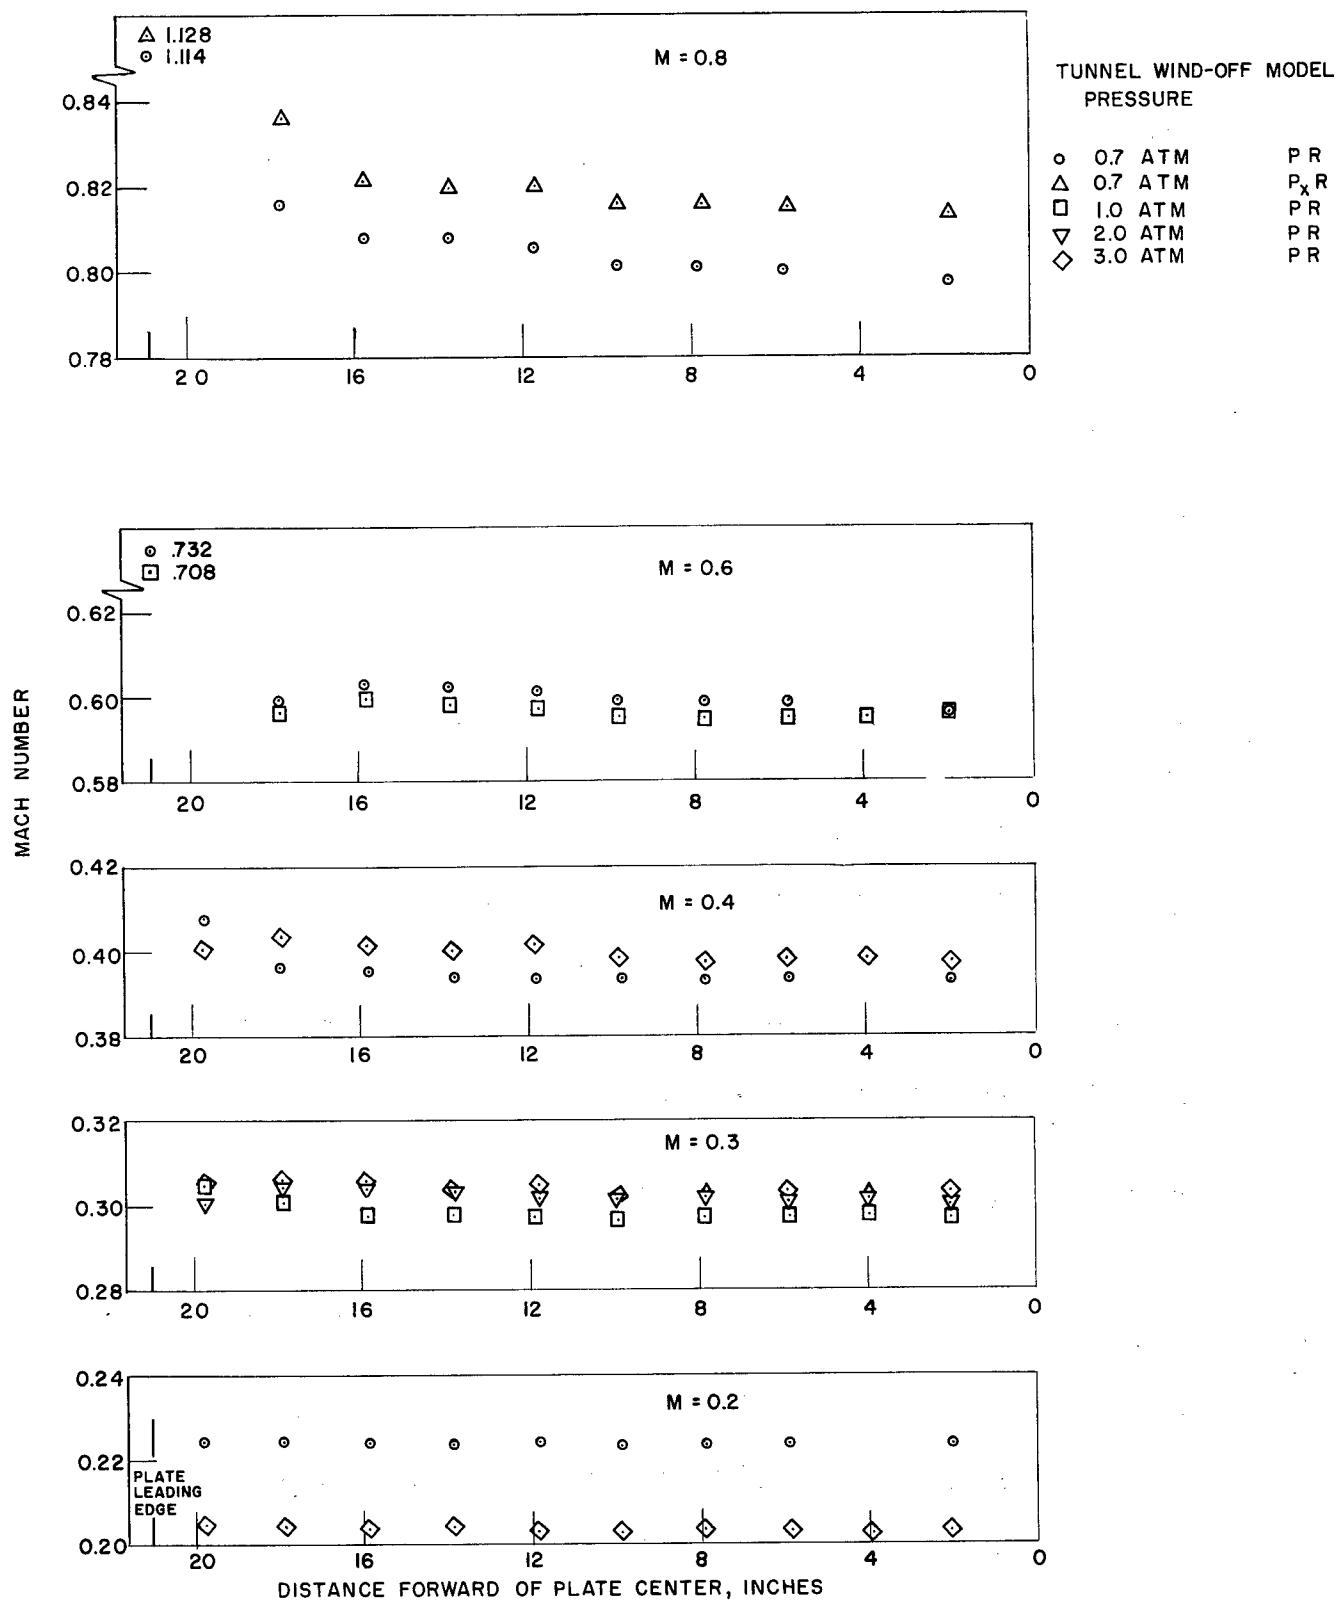 1.128
1.114
M = 0.8
0.84
0.82
0.80
0.78
20 16 12 8 4 0
TUNNEL WIND-OFF MODEL
PRESSURE
0.7 ATM PR
0.7 ATM PxR
1.0 ATM PR
2.0 ATM PR
3.0 ATM PR
.732
.708
M = 0.6
0.62
0.60
0.58
20 16 12 8 4 0
MACH NUMBER
0.42
M = 0.4
0.40
0.38
20 16 12 8 4 0
0.32
M = 0.3
0.30
0.28
20 16 12 8 4 0
0.24
M = 0.2
0.22
PLATE
LEADING
EDGE
0.20
20 16 12 8 4 0
DISTANCE FORWARD OF PLATE CENTER, INCHES